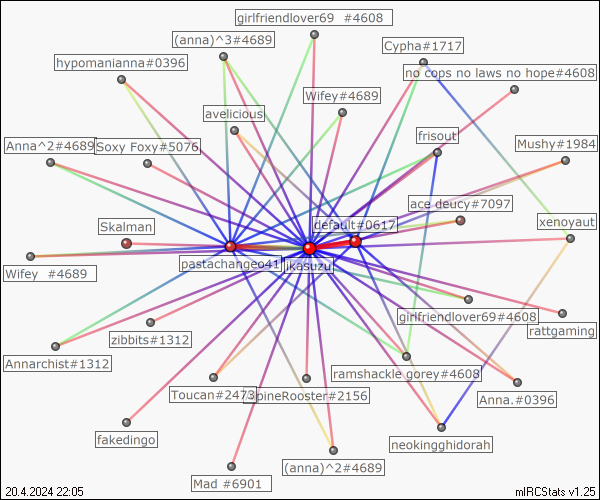 girlfriendlover69 #4608
(anna)^3#4689
Cypha#1717
hypomanianna#0396
no cops no laws no hope#4608
Wifey#4689
avelicious
frisout
Anna^2#4689
Soxy Foxy#5076
Mushy#1984
ace deucy#7097
Skalman
default#0617
xenoyaut
pastachangeo41
jikasuzu
Wifey #4689
girlfriendlover69#4608
rattgaming
zibbits#1312
Annarchist#1312
ramshackle gorey#4608
Toucan#2473
pineRooster#2156
Anna.#0396
fakedingo
neokingghidorah
(anna)^2#4689
Mad #6901
20.4.2024 22:05
mIRCStats v1.25